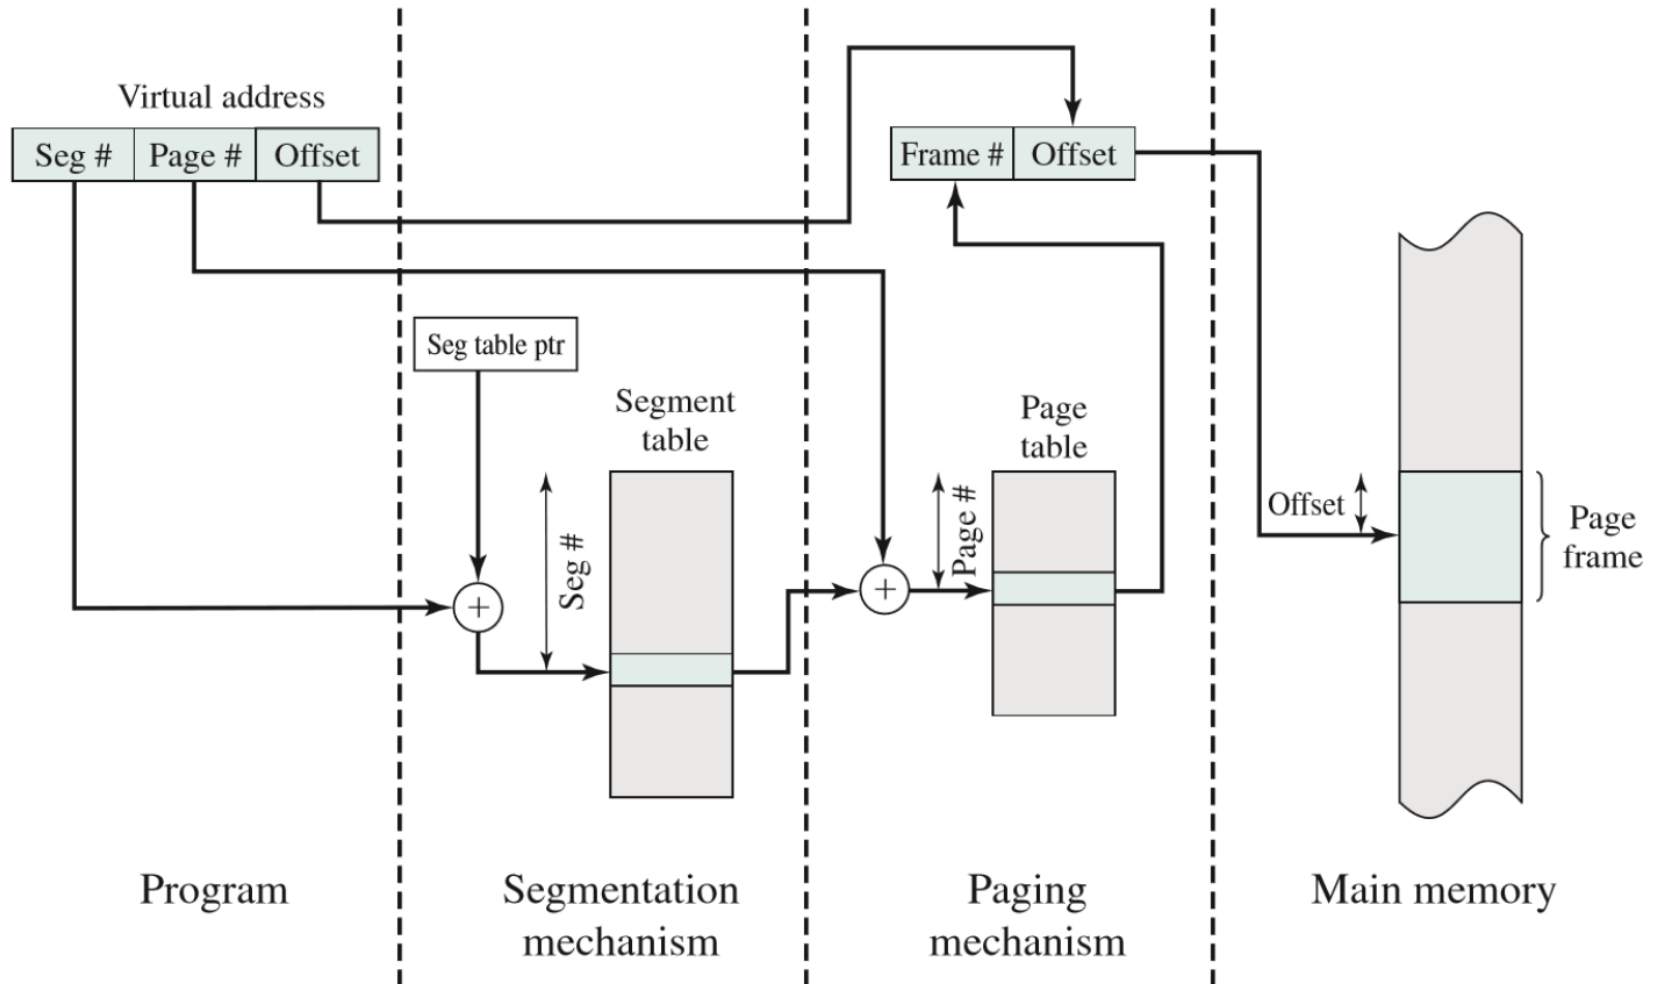 Virtual address
Seg #
Page #
Offset
Frame #
Offset
Seg table ptr
Segment
table
Page
table
Seg #
Page #
+
+
Offset
Page
frame
Program
Segmentation
mechanism
Paging
mechanism
Main memory